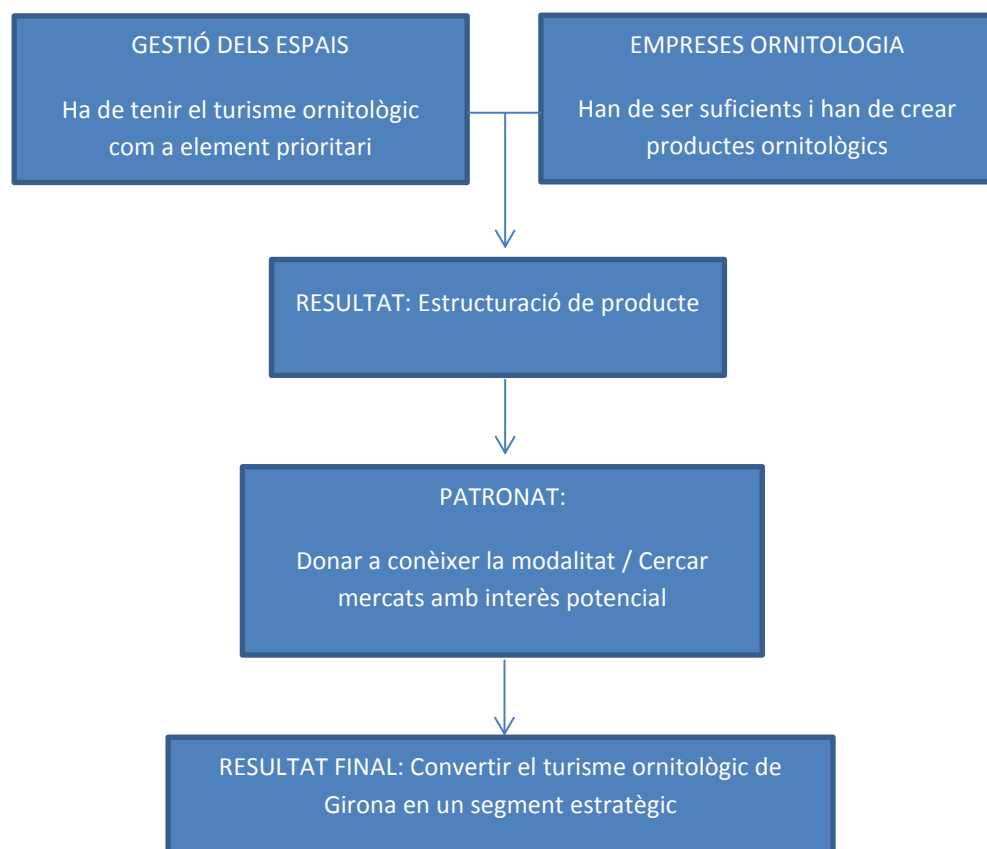 GESTIÓ DELS ESPAIS
Ha de tenir el turisme ornitològic
com a element prioritari
EMPRESES ORNITOLOGIA
Han de ser suficients i han de crear
productes ornitològics
RESULTAT: Estructuració de producte
PATRONAT:
Donar a conèixer la modalitat / Cercar
mercats amb interès potencial
RESULTAT FINAL: Convertir el turisme ornitològic de
Girona en un segment estratègic